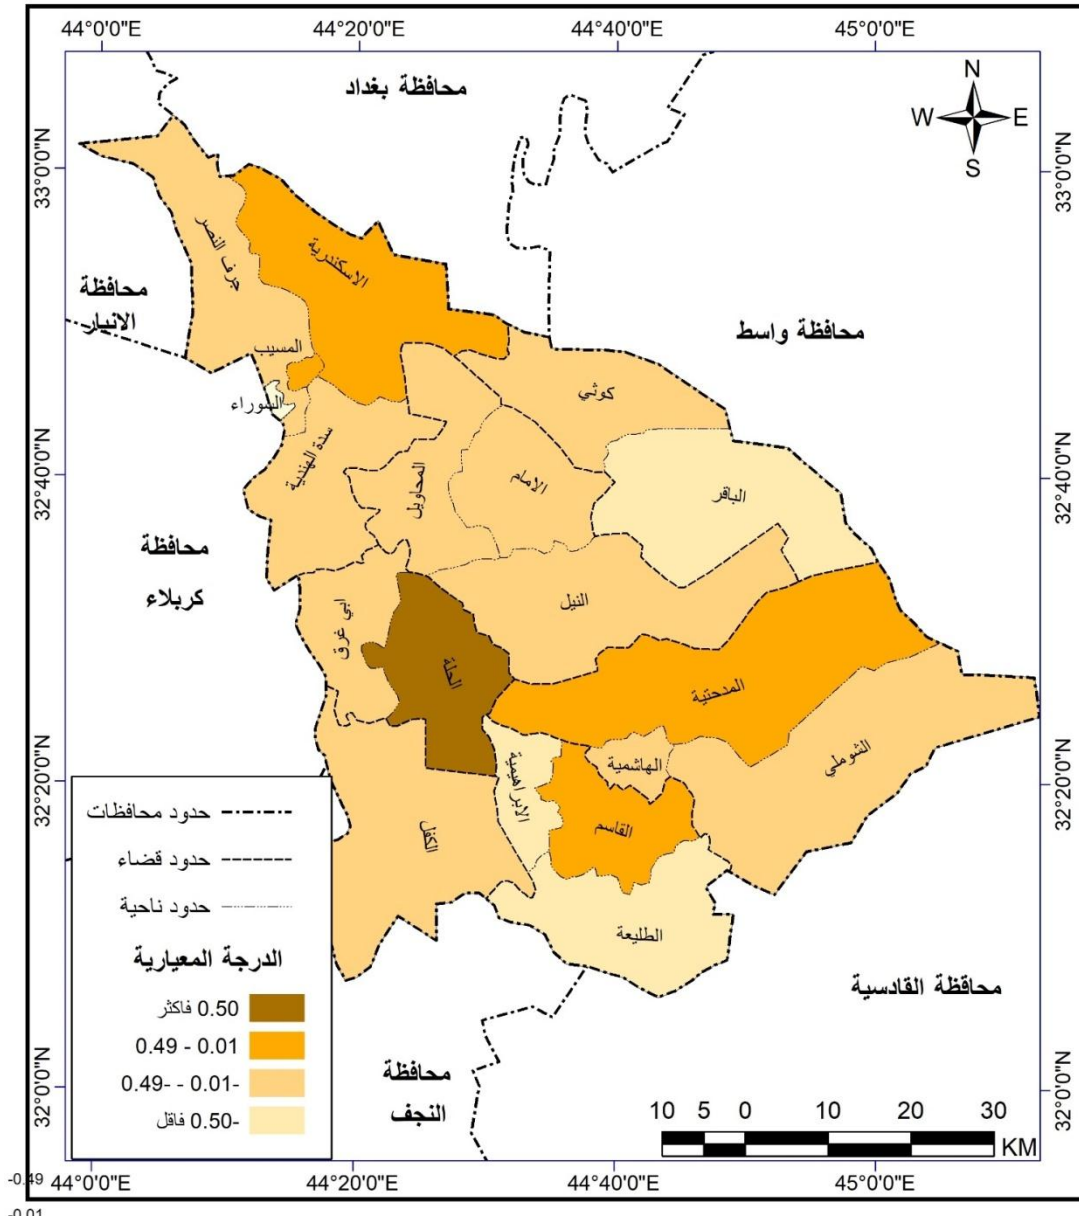 44°0'0"E 44°20'0"E 44°40'0"E 45°0'0"E
محافظة بغداد
N
W E
S
33°0'0"N 33°0'0"N
جرف النصر
الاسكندرية
محافظة
الانبار
محافظة واسط
المسيب
كوثي
السوراء
سدة الهندية
المحاويل
الامام
الباقر
32°40'0"N 32°40'0"N
محافظة
كربلاء
النيل
ابي غرق
الحلة
المدحتية
الشوملي
الهاشمية
الابراهيمية
32°20'0"N 32°20'0"N
القاسم
الكفل
الطليعة
حدود محافظات
حدود قضاء
حدود ناحية
الدرجة المعيارية
0.50 فاكثر
0.49 - 0.01
0.49- - 0.01-
-0.50 فاقل
محاقظة القادسية
محافظة
النجف
32°0'0"N 32°0'0"N
10 5 0 10 20 30
KM
-0.49
44°0'0"E 44°20'0"E 44°40'0"E 45°0'0"E
-0.01